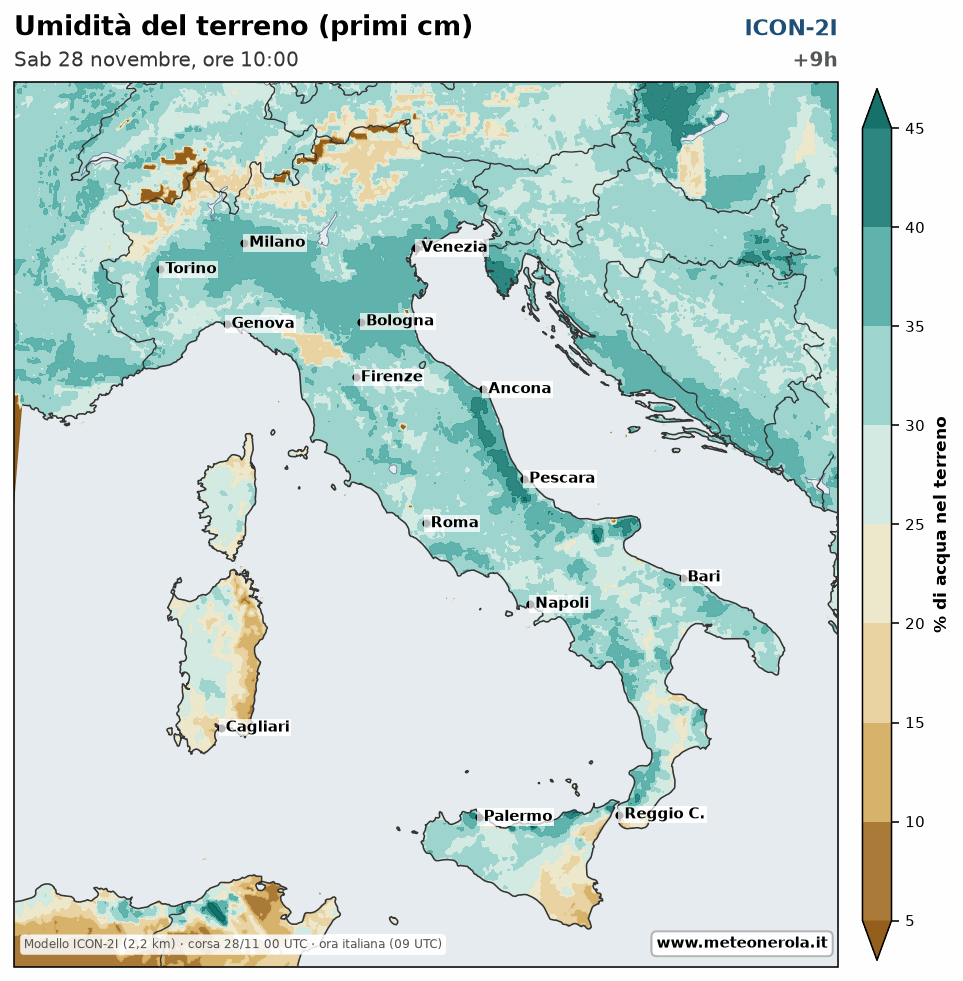 Umidità del terreno (primi cm)
ICON-2I
Sab 28 novembre, ore 10:00
+9h
Milano
Venezia
Torino
Genova
Bologna
Firenze
Ancona
Pescara
Roma
Bari
Napoli
Cagliari
Palermo
Reggio C.
45
40
35
30
25
20
15
10
5
% di acqua nel terreno
Modello ICON-2I (2,2 km) · corsa 28/11 00 UTC · ora italiana (09 UTC)
www.meteonerola.it